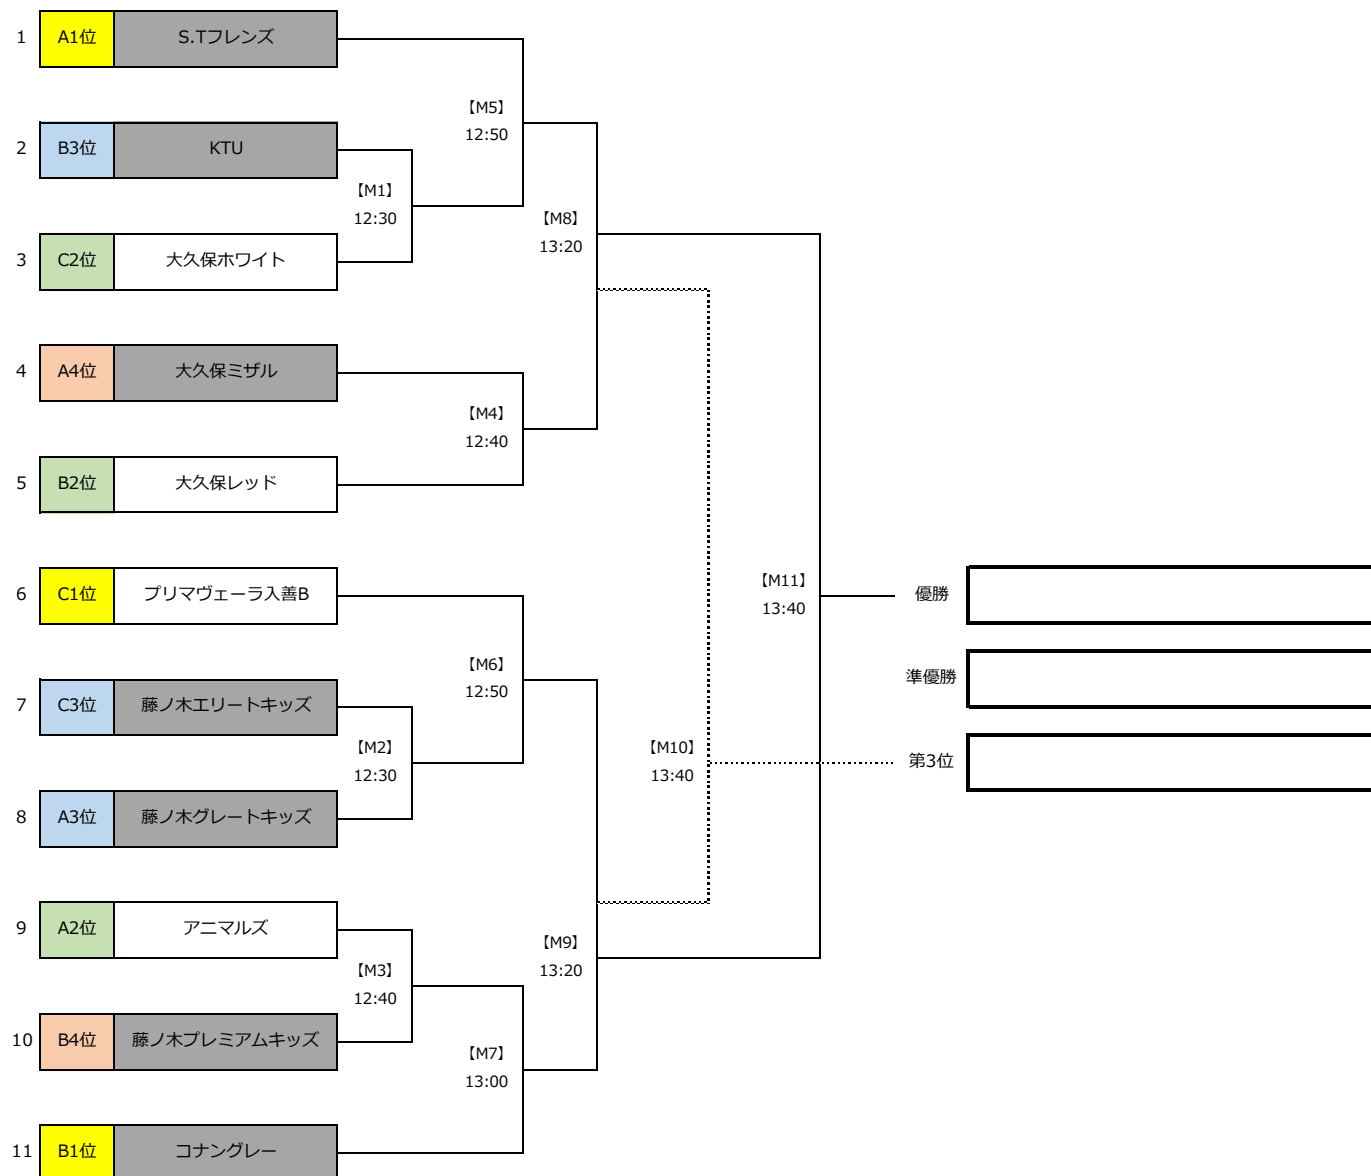 1 A1位 S.Tフレンズ
【M5】
12:50
2 B3位 KTU
【M1】
12:30
【M8】
13:20
3 C2位 大久保ホワイト
4 A4位 大久保ミザル
【M4】
12:40
5 B2位 大久保レッド
6 C1位 プリマヴェーラ入善B
【M11】
13:40
優勝
【M6】
12:50
準優勝
7 C3位 藤ノ木エリートキッズ
【M2】
12:30
【M10】
13:40
第3位
8 A3位 藤ノ木グレートキッズ
9 A2位 アニマルズ
【M9】
13:20
【M3】
12:40
10 B4位 藤ノ木プレミアムキッズ
【M7】
13:00
11 B1位 コナングレー